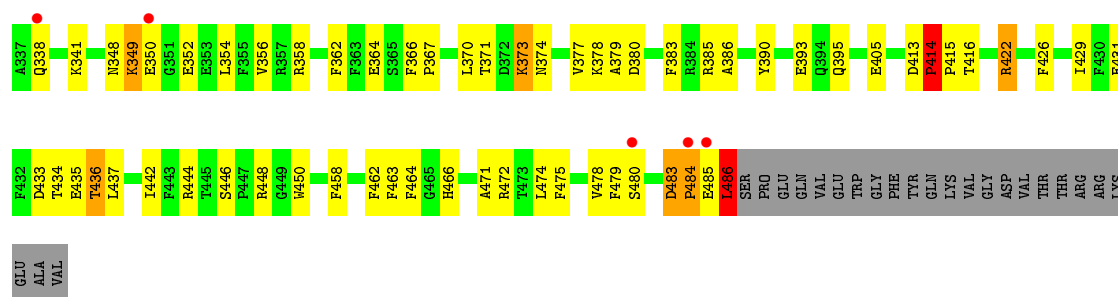 A337 Q338 K341 N348 K349 E350 G351 E352 E353 L354 F355 V356 R357 R358 F362 F363 E364 S365 F366 P367 L370 T371 D372 K373 N374 V377 K378 A379 D380 F383 R384 R385 A386 Y390 E393 Q394 Q395 E405 D413 P414 P415 T416 R422 F426 I429 F430
F432 D433 T434 E435 T436 L437 I442 F443 R444 T445 S446 P447 R448 G449 W450 F458 F462 F463 F464 G465 H466 A471 R472 T473 L474 F475 V478 F479 S480 D483 P484 E485 L486 SER PRO GLU GLN VAL GLU TRP GLY PHE TYR GLN LYS VAL GLY ASP VAL THR THR ARG ARG LYS
GLU ALA VAL